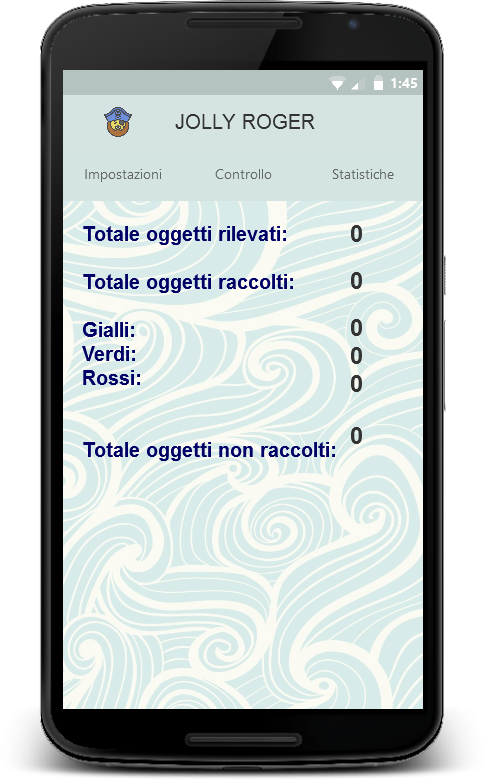 1:45
JOLLY ROGER
Impostazioni Controllo Statistiche
Totale oggetti rilevati: 0
Totale oggetti raccolti: 0
Gialli: 0
Verdi: 0
Rossi: 0
Totale oggetti non raccolti: 0